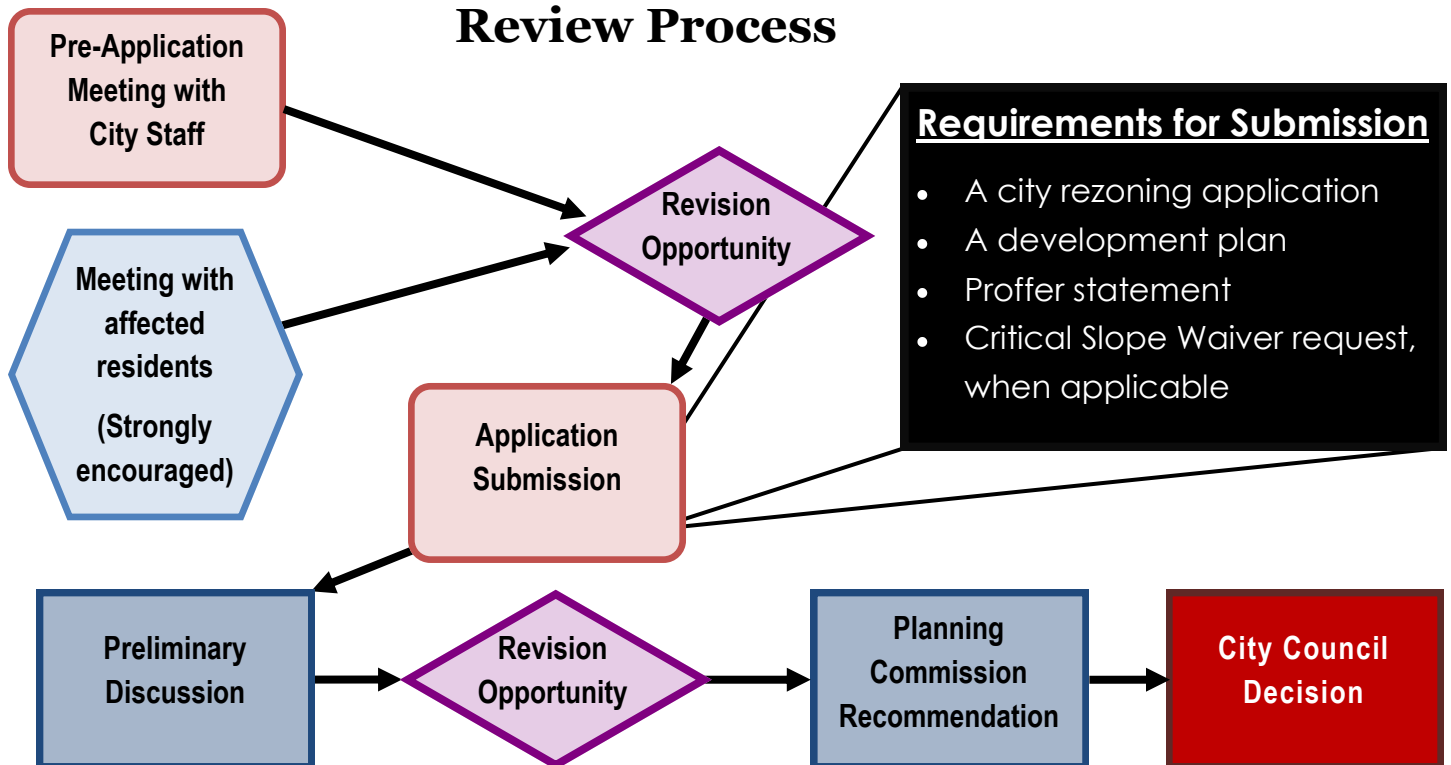 Review Process
Pre-Application
Meeting with
City Staff
Revision
Opportunity
Requirements for Submission
• A city rezoning application
• A development plan
• Proffer statement
• Critical Slope Waiver request,
when applicable
Meeting with
affected
residents
(Strongly
encouraged)
Application
Submission
Preliminary
Discussion
Revision
Opportunity
Planning
Commission
Recommendation
City Council
Decision